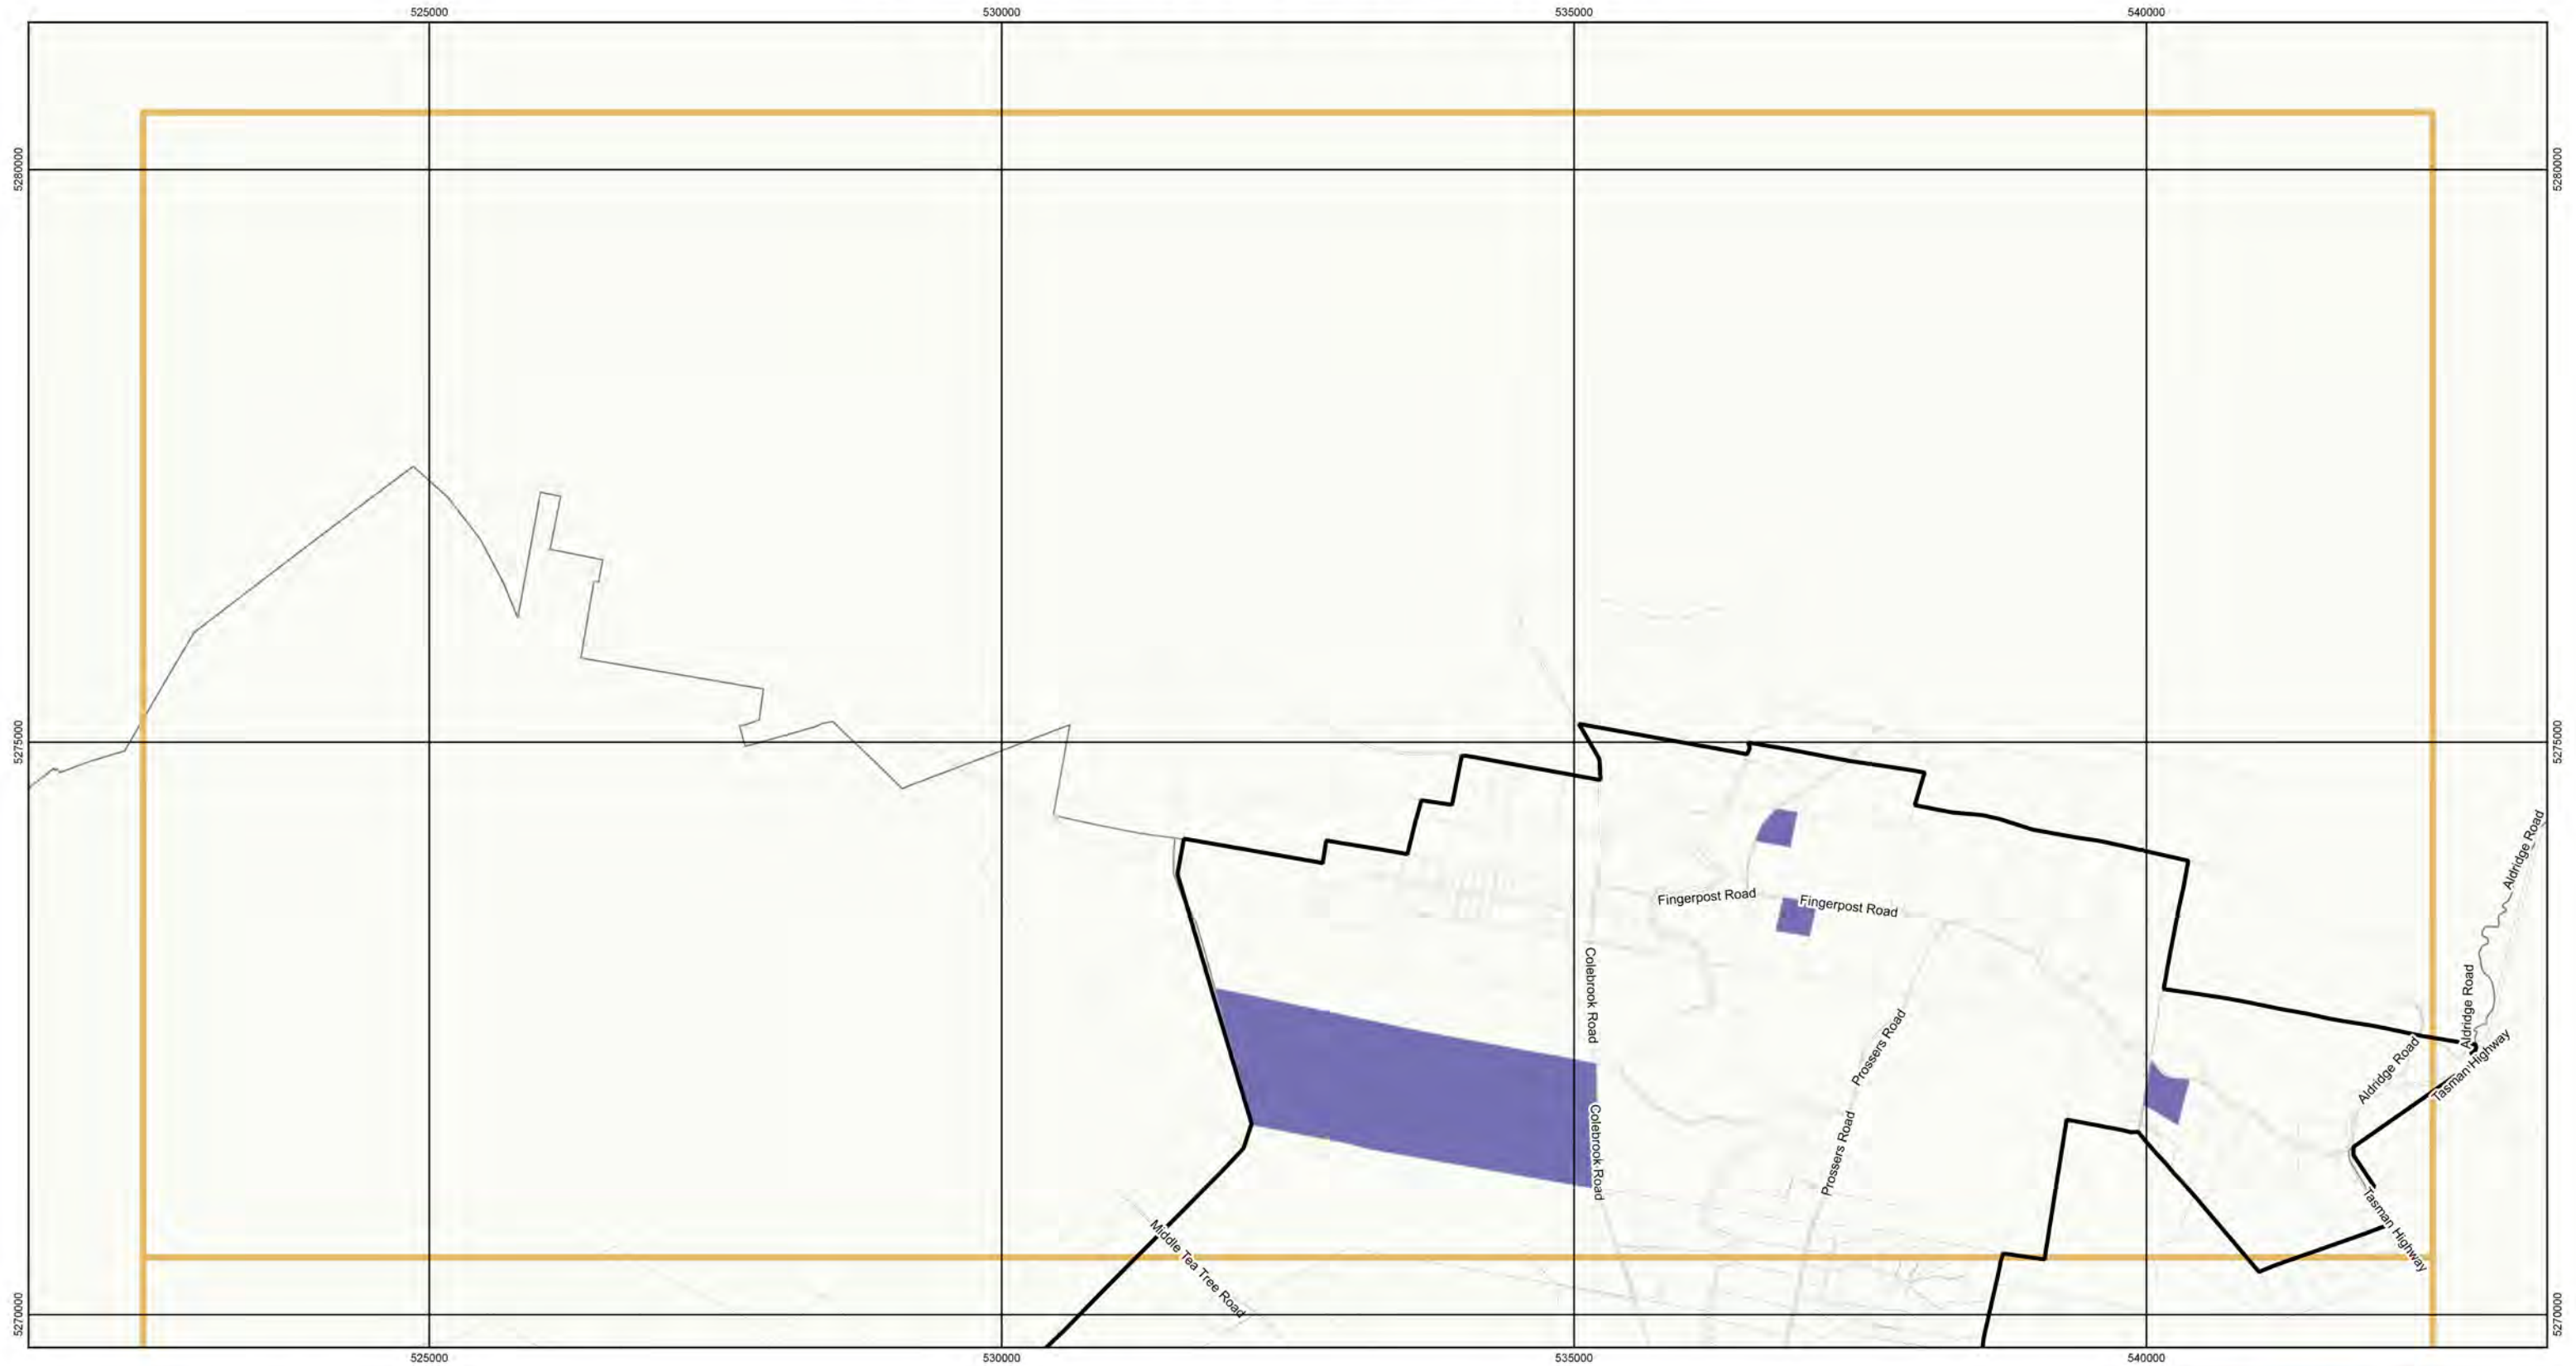 525000
530000
535000
540000
5280000
5280000
5275000
5275000
Aldridge Road
Fingerpost Road
Fingerpost Road
Colebrook Road
Aldridge Road
Prossers Road
Aldridge Road
Tasman Highway
Colebrook Road
Prossers Road
Tasman Highway
Middle Tea Tree Road
5270000
5270000
525000
530000
535000
540000